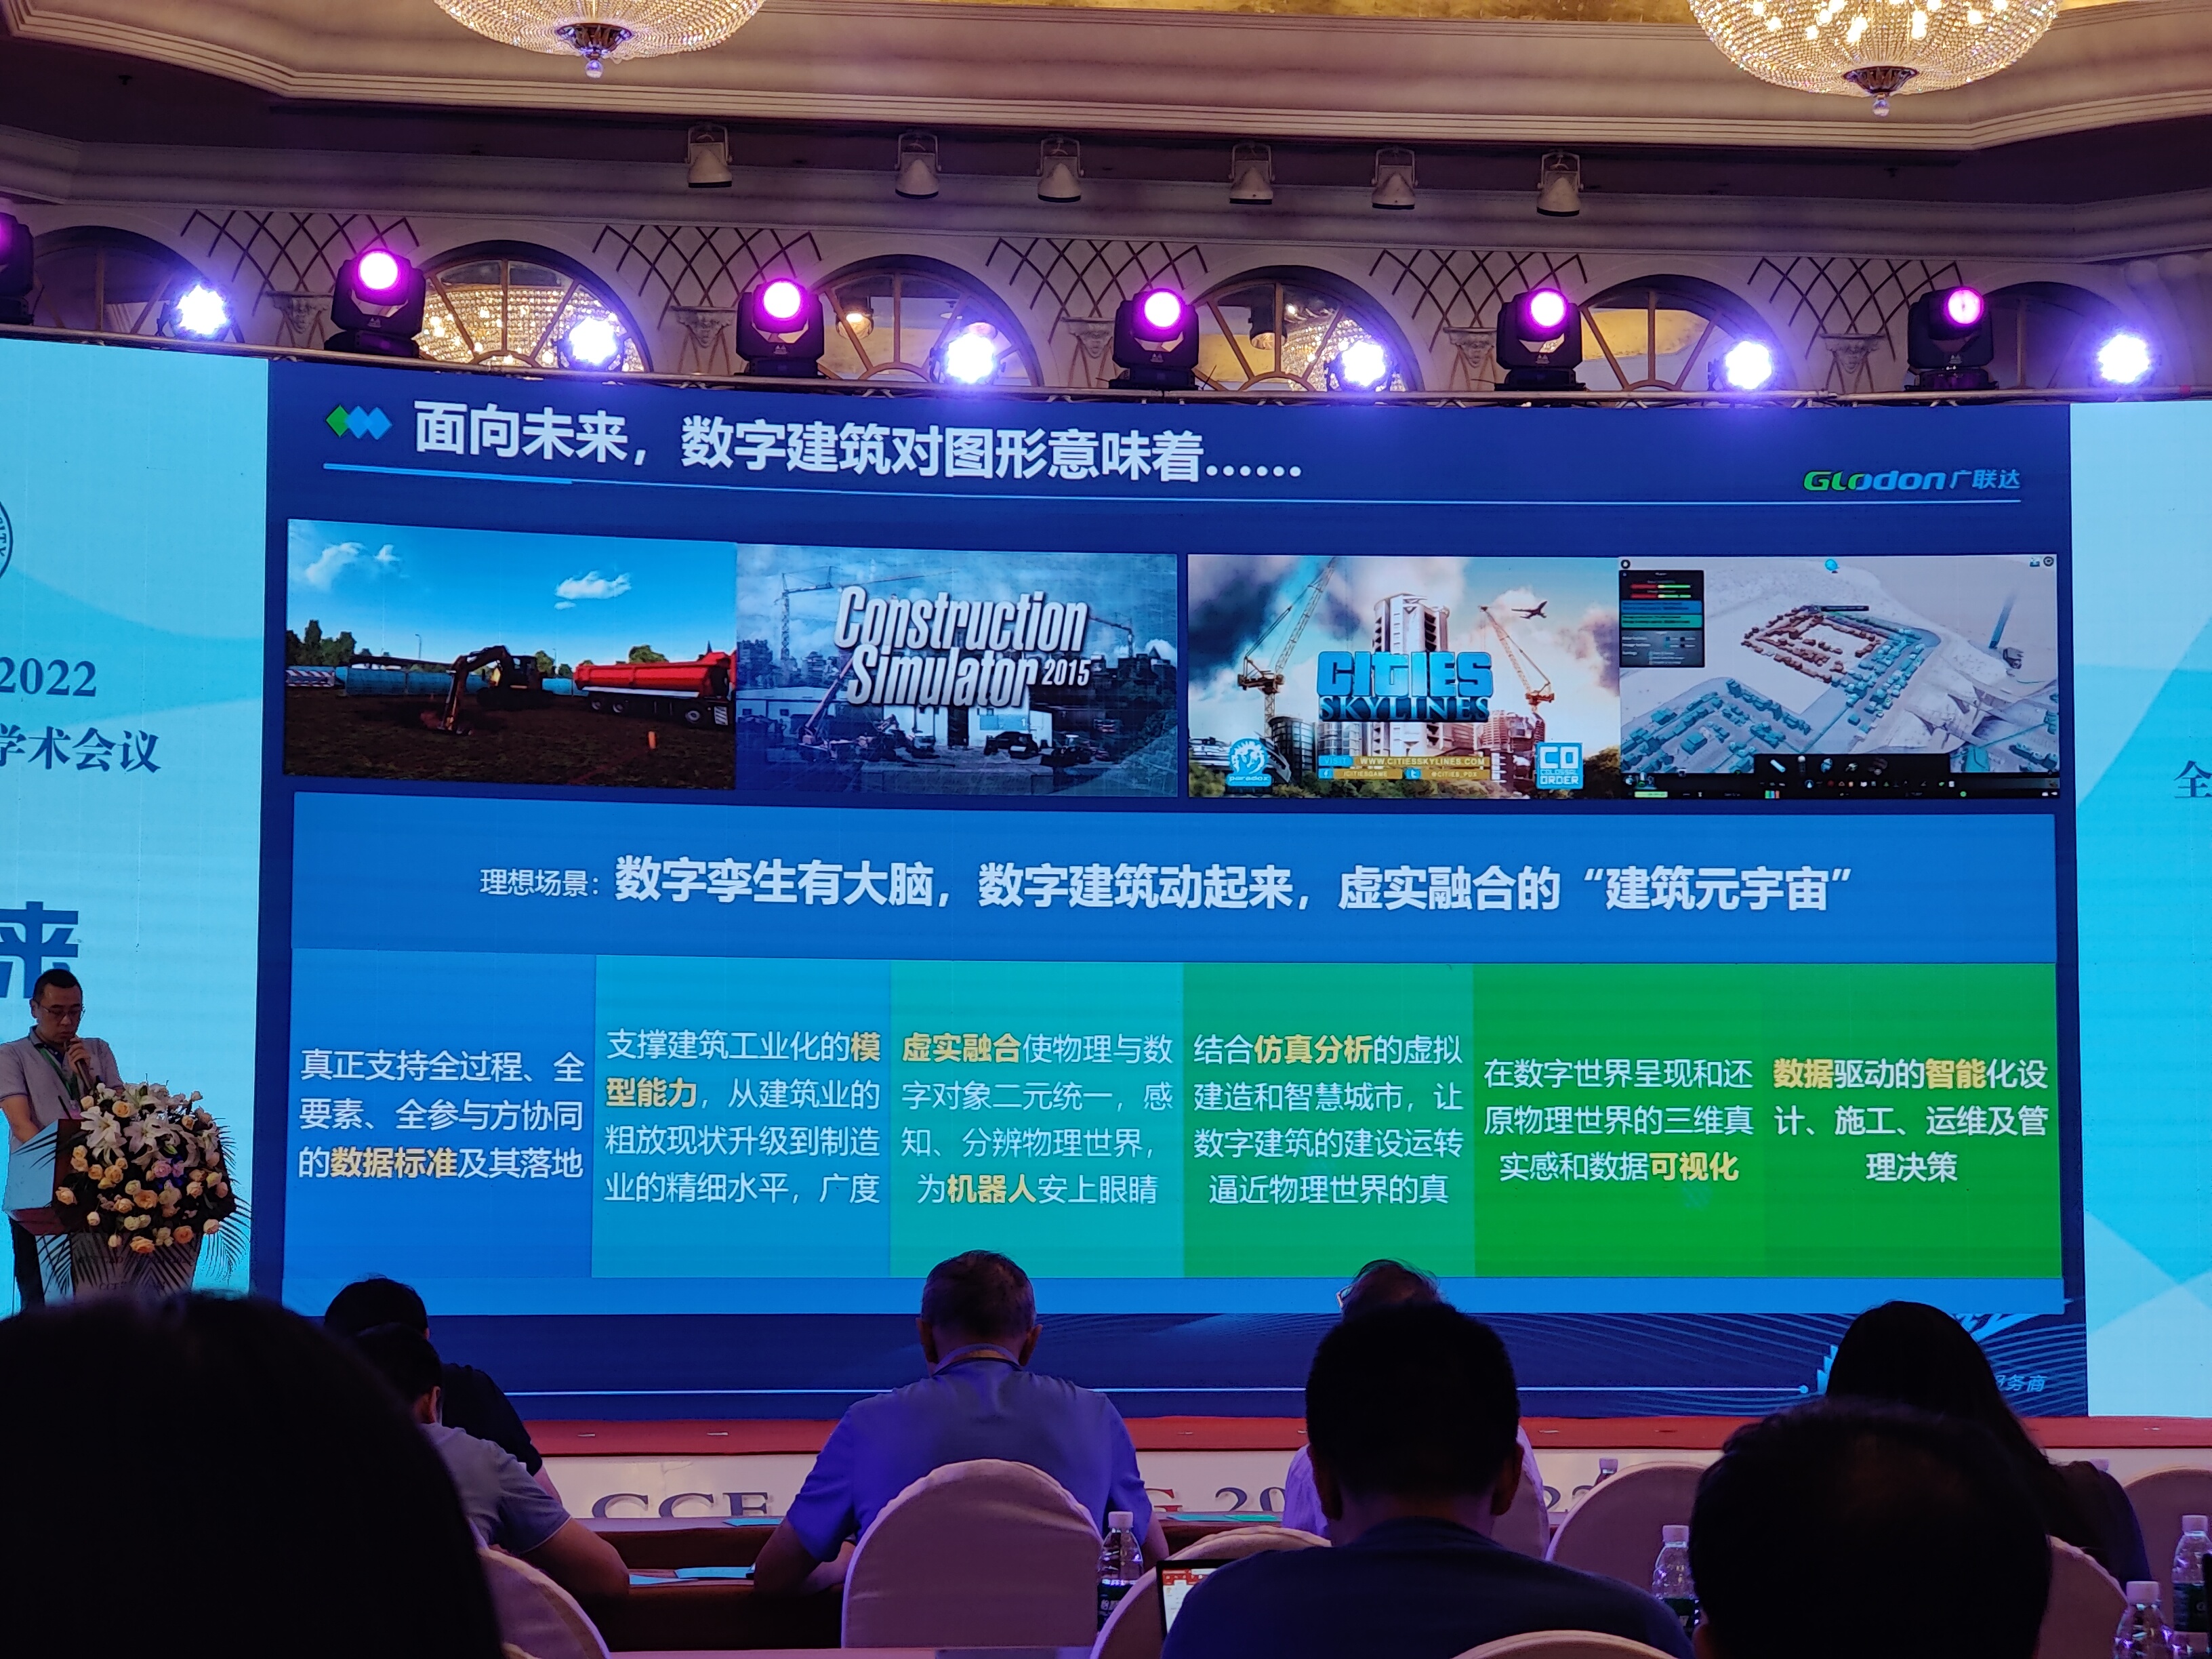 面向未来，数字建筑对图形意味着……
GLodon广联达
2022
学术会议
来
全
Construction
Simulator 2015
CITIES
SKYLINES
paradox
VISIT WWW.CITIESSKYLINES.COM
/CITIESGAME @CITIES_PDX
CO
COLOSSAL
ORDER
理想场景：数字孪生有大脑，数字建筑动起来，虚实融合的“建筑元宇宙”
真正支持全过程、全
要素、全参与方协同
的数据标准及其落地
支撑建筑工业化的模
型能力，从建筑业的
粗放现状升级到制造
业的精细水平，广度
虚实融合使物理与数
字对象二元统一，感
知、分辨物理世界，
为机器人安上眼睛
结合仿真分析的虚拟
建造和智慧城市，让
数字建筑的建设运转
逼近物理世界的真
在数字世界呈现和还
原物理世界的三维真
实感和数据可视化
数据驱动的智能化设
计、施工、运维及管
理决策
服务商